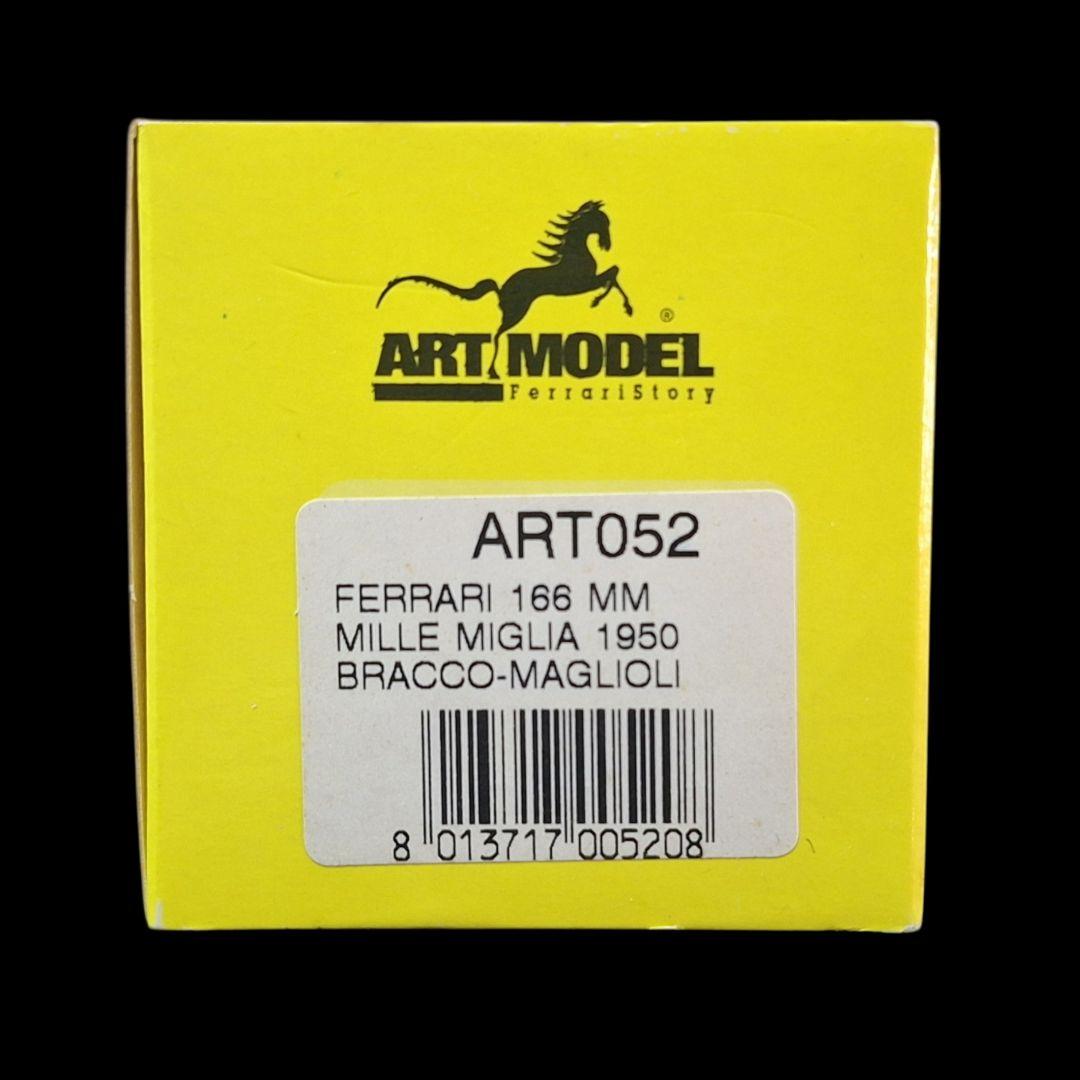 ®
ART MODEL
FerrariStory
ART052
FERRARI 166 MM
MILLE MIGLIA 1950
BRACCO-MAGLIOLI
8 013717 005208